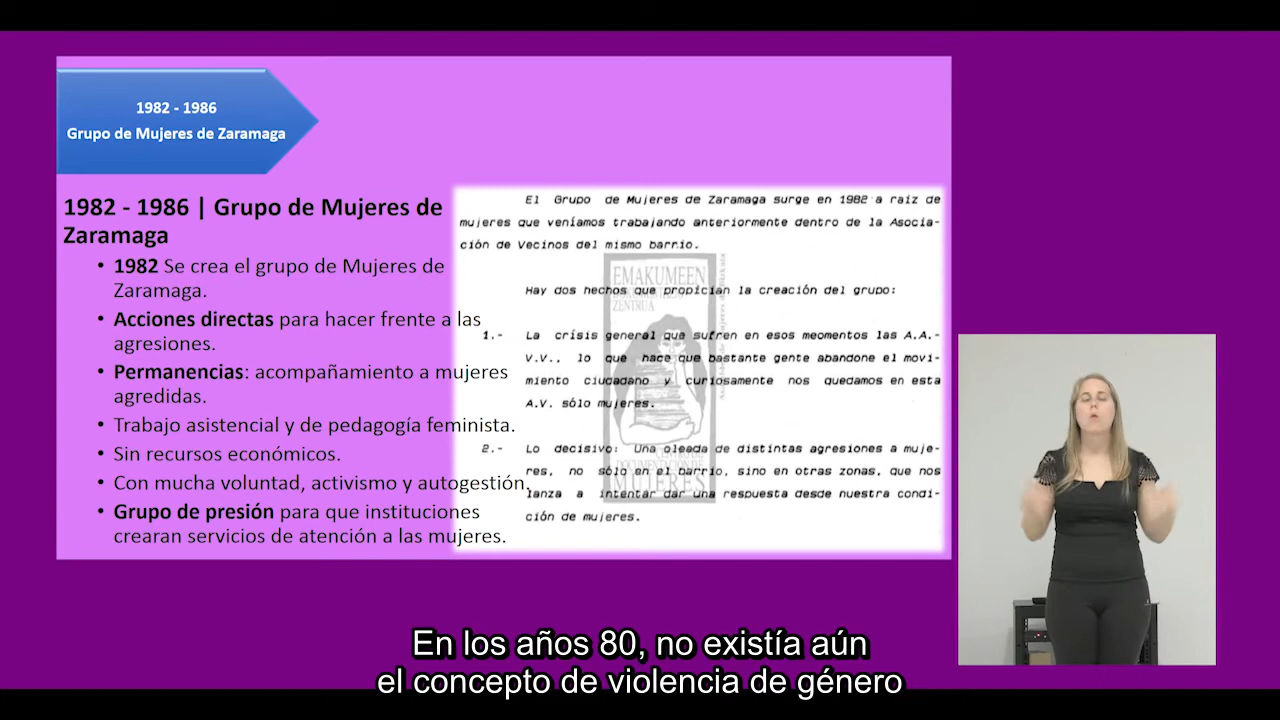 1982 - 1986
Grupo de Mujeres de Zaramaga
1982 - 1986 | Grupo de Mujeres de
Zaramaga
• 1982 Se crea el grupo de Mujeres de
Zaramaga.
• Acciones directas para hacer frente a las
agresiones.
• Permanencias: acompañamiento a mujeres
agredidas.
• Trabajo asistencial y de pedagogía feminista.
• Sin recursos económicos.
• Con mucha voluntad, activismo y autogestión.
• Grupo de presión para que instituciones
crearan servicios de atención a las mujeres.
El Grupo de Mujeres de Zaramaga surge en 1982 a raíz de
mujeres que veníamos trabajando anteriormente dentro de la Asocia-
ción de Vecinos del mismo barrio.
Hay dos hechos que propician la creación del grupo:
1.- La crisis general que sufren en esos meomentos las A.A.-
V.V., lo que hace que bastante gente abandone el movi-
miento ciudadano y curiosamente nos quedamos en esta
A.V. sólo mujeres.
2.- Lo decisivo: Una oleada de distintas agresiones a muje-
res, no sólo en el barrio, sino en otras zonas, que nos
lanza a intentar dar una respuesta desde nuestra condi-
ción de mujeres.
EMAKUMEEN
ZENTRUA
CENTRO DE
DOCUMENTACIÓN DE
MUJERES
En los años 80, no existía aún
el concepto de violencia de género